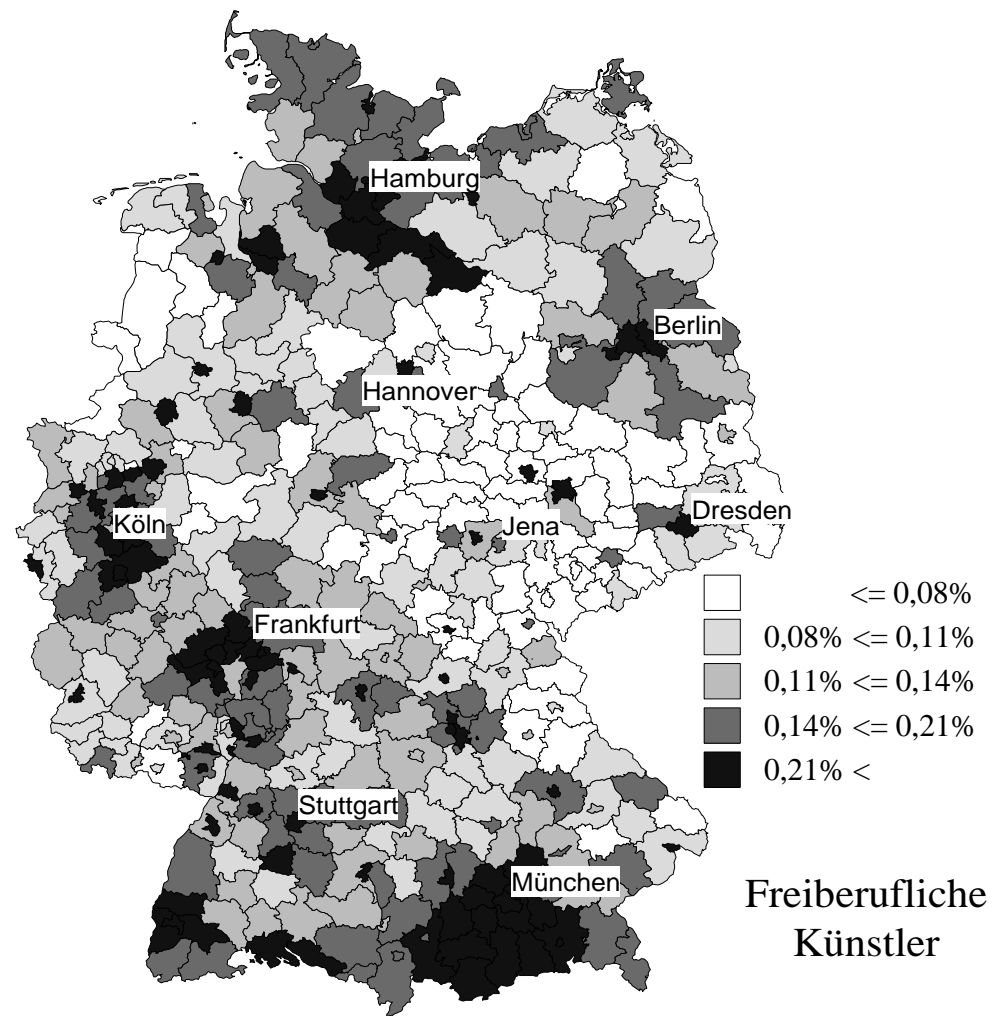 Hamburg
Berlin
Hannover
Köln
Jena
Dresden
<= 0,08%
Frankfurt
0,08% <= 0,11%
0,11% <= 0,14%
0,14% <= 0,21%
0,21% <
Stuttgart
München
Freiberufliche
Künstler